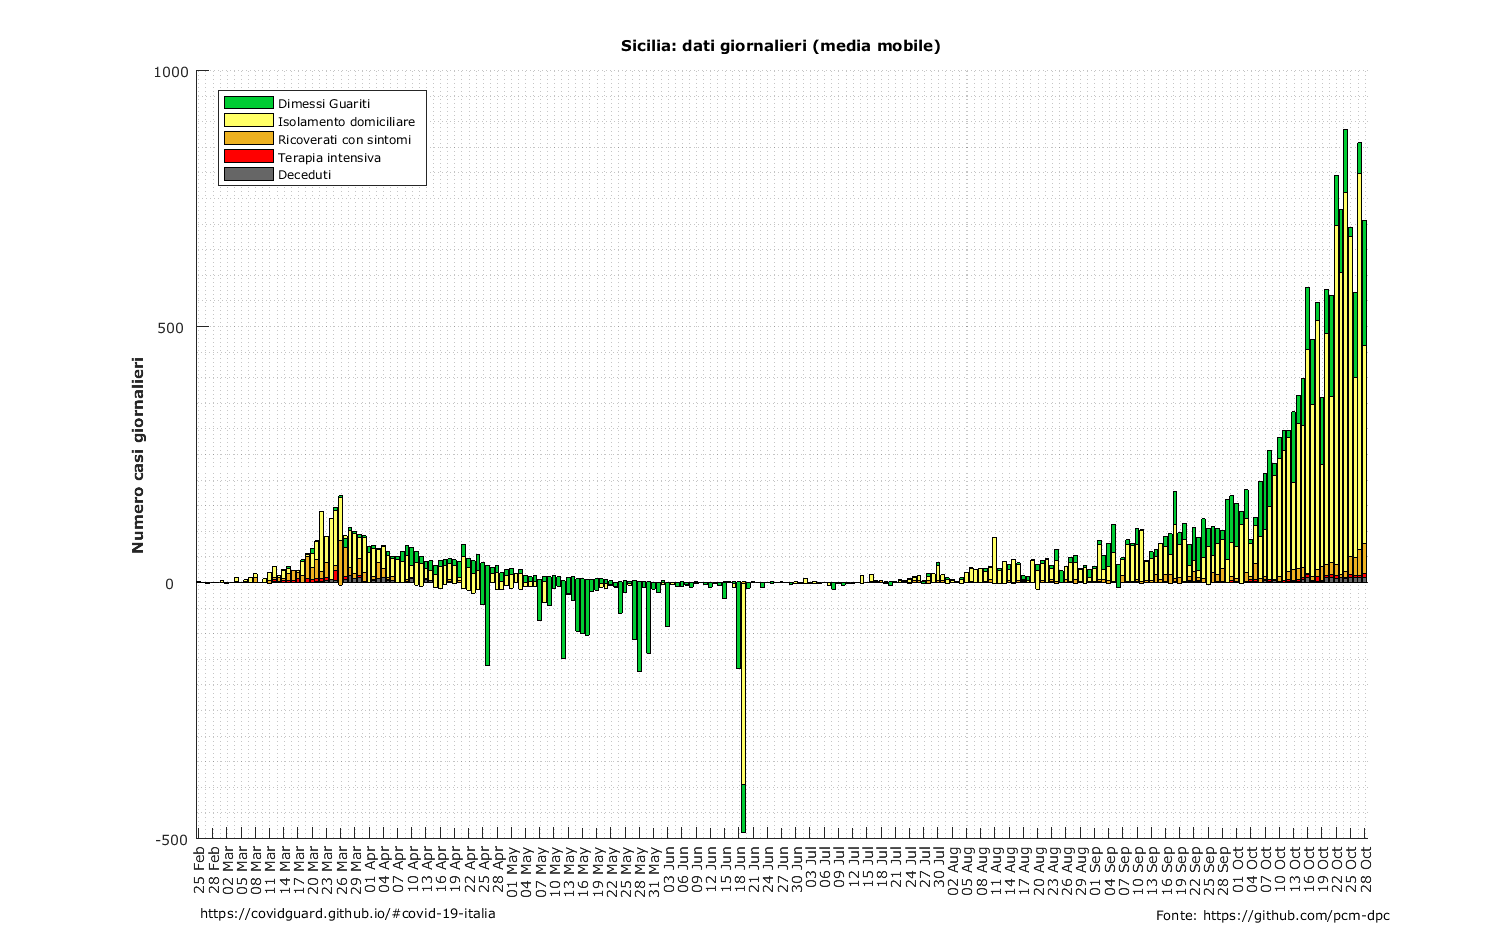 Sicilia: dati giornalieri (media mobile)
1000
Dimessi Guariti
Isolamento domiciliare
Ricoverati con sintomi
Terapia intensiva
Deceduti
500
Numero casi giornalieri
0
-500
25 Feb
28 Feb
02 Mar
05 Mar
08 Mar
11 Mar
14 Mar
17 Mar
20 Mar
23 Mar
26 Mar
29 Mar
01 Apr
04 Apr
07 Apr
10 Apr
13 Apr
16 Apr
19 Apr
22 Apr
25 Apr
28 Apr
01 May
04 May
07 May
10 May
13 May
16 May
19 May
22 May
25 May
28 May
31 May
03 Jun
06 Jun
09 Jun
12 Jun
15 Jun
18 Jun
21 Jun
24 Jun
27 Jun
30 Jun
03 Jul
06 Jul
09 Jul
12 Jul
15 Jul
18 Jul
21 Jul
24 Jul
27 Jul
30 Jul
02 Aug
05 Aug
08 Aug
11 Aug
14 Aug
17 Aug
20 Aug
23 Aug
26 Aug
29 Aug
01 Sep
04 Sep
07 Sep
10 Sep
13 Sep
16 Sep
19 Sep
22 Sep
25 Sep
28 Sep
01 Oct
04 Oct
07 Oct
10 Oct
13 Oct
16 Oct
19 Oct
22 Oct
25 Oct
28 Oct
https://covidguard.github.io/#covid-19-italia
Fonte: https://github.com/pcm-dpc